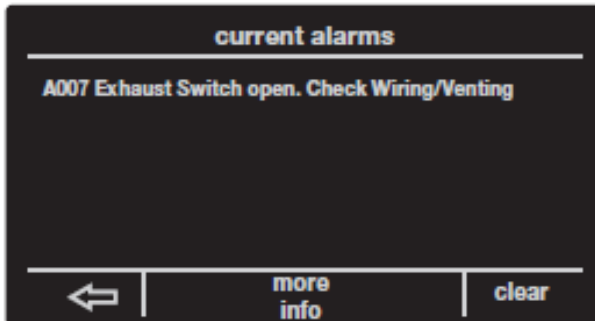 current alarms
A007 Exhaust Switch open. Check Wiring/Venting
more
info
clear